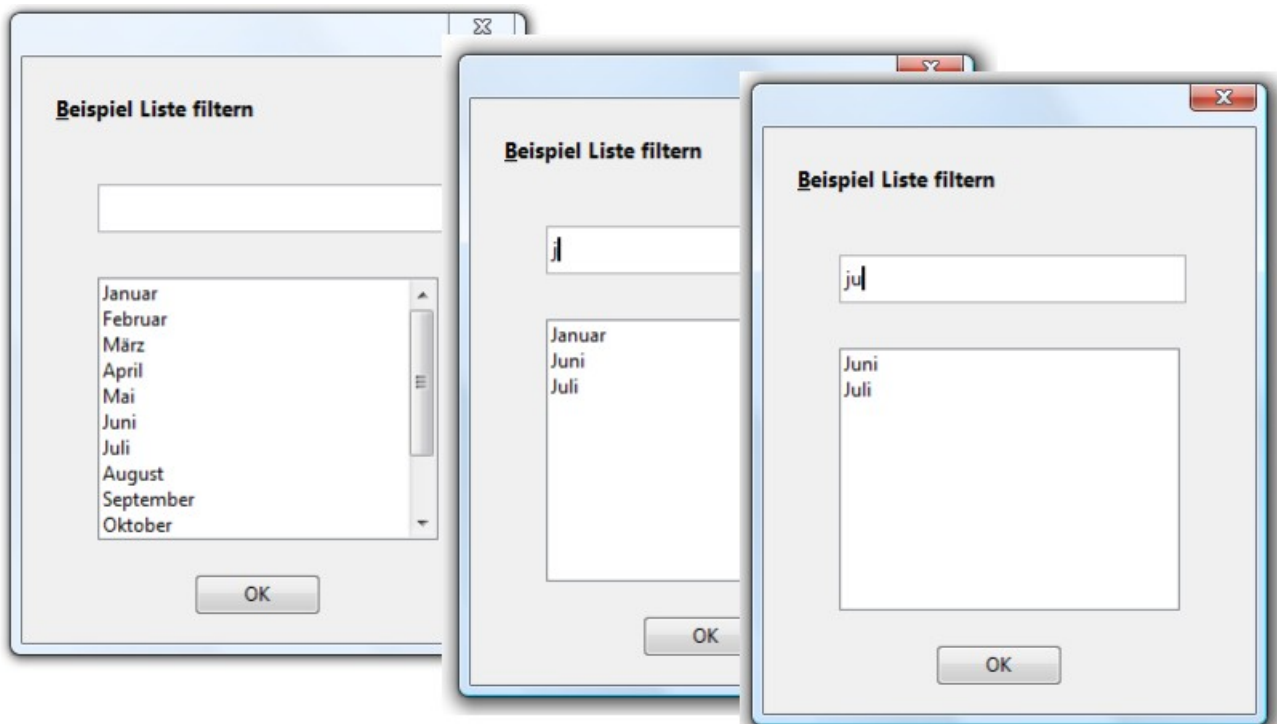 Beispiel Liste filtern
Januar
Februar
März
April
Mai
Juni
Juli
August
September
Oktober
OK
Beispiel Liste filtern
j
Januar
Juni
Juli
OK
Beispiel Liste filtern
ju
Juni
Juli
OK